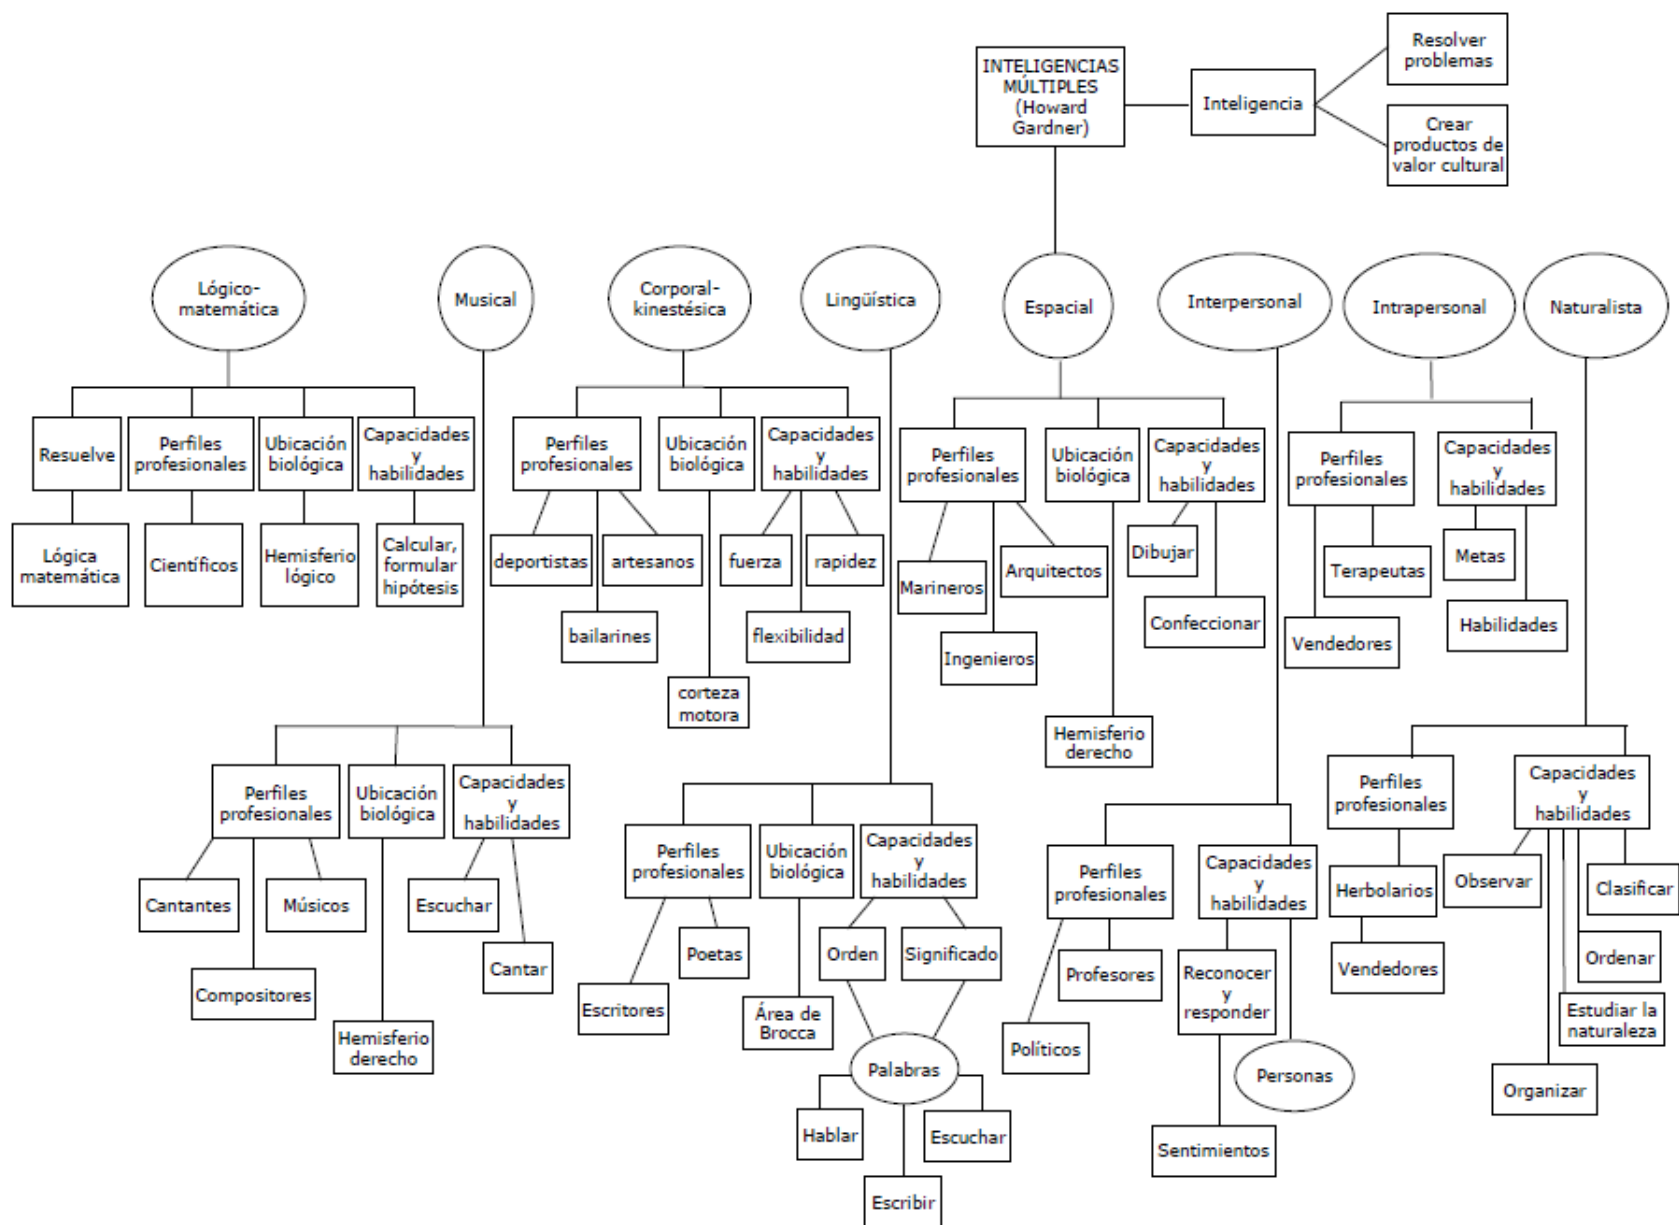 INTELIGENCIAS
MÚLTIPLES
(Howard
Gardner)
Inteligencia
Resolver
problemas
Crear
productos de
valor cultural
Lógico-
matemática
Musical
Corporal-
kinestésica
Lingüística
Espacial
Interpersonal
Intrapersonal
Naturalista
Resuelve
Perfiles
profesionales
Ubicación
biológica
Capacidades
y
habilidades
Lógica
matemática
Científicos
Hemisferio
lógico
Calcular,
formular
hipótesis
Perfiles
profesionales
Ubicación
biológica
Capacidades
y
habilidades
deportistas
artesanos
bailarines
corteza
motora
fuerza
rapidez
flexibilidad
Perfiles
profesionales
Ubicación
biológica
Capacidades
y
habilidades
Marineros
Arquitectos
Ingenieros
Hemisferio
derecho
Dibujar
Confeccionar
Perfiles
profesionales
Capacidades
y
habilidades
Terapeutas
Vendedores
Metas
Habilidades
Perfiles
profesionales
Ubicación
biológica
Capacidades
y
habilidades
Cantantes
Músicos
Compositores
Hemisferio
derecho
Escuchar
Cantar
Perfiles
profesionales
Ubicación
biológica
Capacidades
y
habilidades
Poetas
Escritores
Área de
Brocca
Orden
Significado
Palabras
Hablar
Escuchar
Escribir
Perfiles
profesionales
Capacidades
y
habilidades
Profesores
Políticos
Reconocer
y
responder
Personas
Sentimientos
Perfiles
profesionales
Capacidades
y
habilidades
Herbolarios
Vendedores
Observar
Clasificar
Ordenar
Estudiar la
naturaleza
Organizar